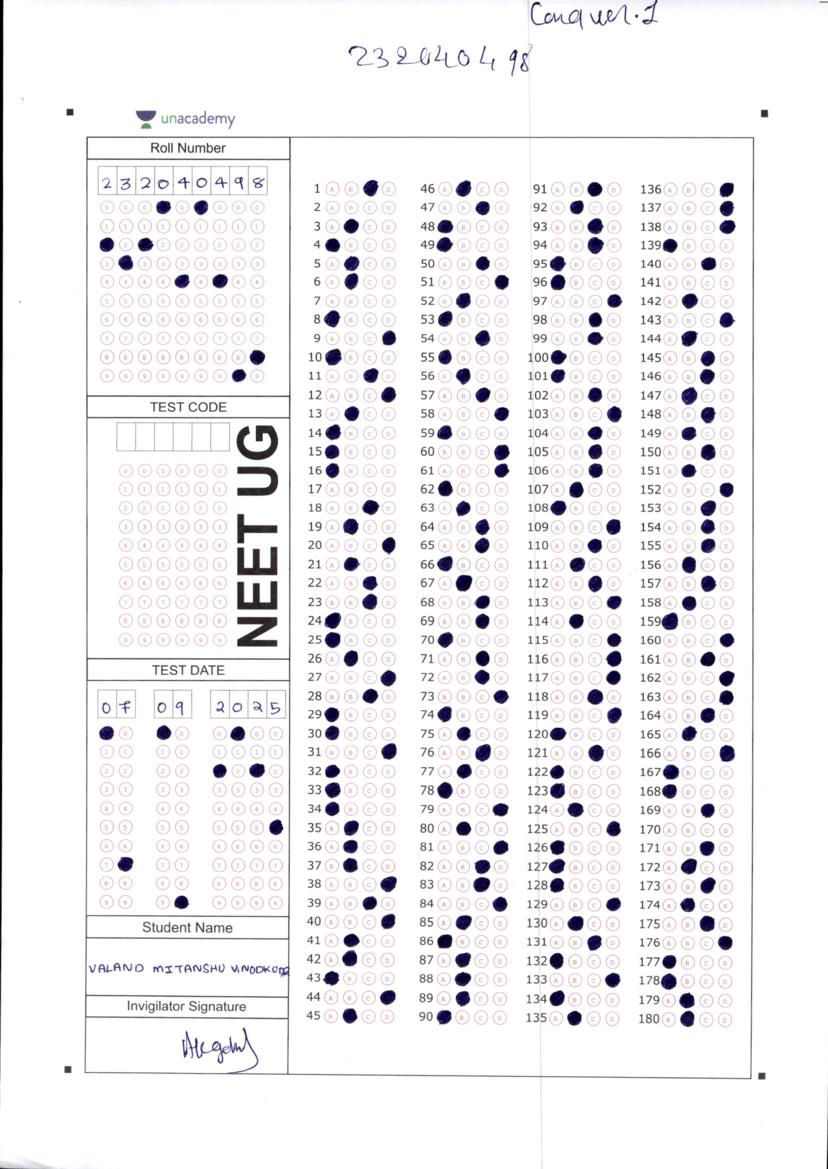 Conquer.1
232040498
unacademy
Roll Number
2 3 2 0 4 0 4 9 8
TEST CODE
NEET UG
TEST DATE
0 7 0 9 2 0 2 5
Student Name
VALAND MITANSHU VINODKUMAR
Invigilator Signature
1 A B D 46 A C D 91 A B D 136 A B C
2 A B C D 47 A B D 92 A C D 137 A B C
3 A C D 48 B C D 93 A B D 138 A B C
4 B C D 49 B C D 94 A B D 139 B C D
5 A C D 50 A B D 95 B C D 140 A B D
6 A C D 51 A B C 96 B C D 141 A B C D
7 A B C D 52 A C D 97 A B C 142 A C D
8 B C D 53 B C D 98 A B D 143 A B C
9 A B C 54 A B D 99 A B D 144 A C D
10 B C D 55 B C D 100 B C D 145 A B D
11 A B D 56 A C D 101 B C D 146 A B D
12 A B C 57 A B D 102 A B D 147 A C D
13 A C D 58 A B C 103 A B C 148 A B D
14 B C D 59 B C D 104 A B D 149 A C D
15 B C D 60 A B C 105 A B D 150 A B D
16 B C D 61 A B C 106 A B D 151 A C D
17 A B C D 62 B C D 107 A C D 152 A B C
18 A B D 63 A C D 108 B C D 153 A B D
19 A C D 64 A B D 109 A B C 154 A B D
20 A B C 65 A B D 110 A B D 155 A B D
21 A C D 66 B C D 111 A C D 156 A C D
22 A B D 67 A C D 112 A B D 157 A B D
23 A B D 68 A B D 113 A B C 158 A C D
24 B C D 69 A B D 114 A C D 159 B C D
25 B C D 70 B C D 115 A B C 160 A B C
26 A C D 71 A B D 116 A B C 161 A B D
27 A B C 72 A B D 117 A B C 162 A B C
28 A B D 73 A B C 118 A B D 163 A B C
29 B C D 74 B C D 119 A B C 164 A B D
30 B C D 75 A C D 120 B C D 165 A C D
31 A B C 76 A B D 121 A B D 166 A B C
32 B C D 77 A C D 122 B C D 167 B C D
33 B C D 78 B C D 123 B C D 168 B C D
34 B C D 79 A B C 124 A C D 169 A B D
35 A C D 80 A C D 125 A B C 170 A B C D
36 A C D 81 A B C 126 B C D 171 A B D
37 A C D 82 A B D 127 B C D 172 A C D
38 A B C 83 A B D 128 B C D 173 A B D
39 A B D 84 A B C 129 A B C 174 A C D
40 A B C 85 A C D 130 A C D 175 A B D
41 A C D 86 B C D 131 A B D 176 A B C
42 A C D 87 A C D 132 B C D 177 B C D
43 B C D 88 A C D 133 A B C 178 B C D
44 A B C 89 A C D 134 B C D 179 A C D
45 A C D 90 B C D 135 A C D 180 A C D